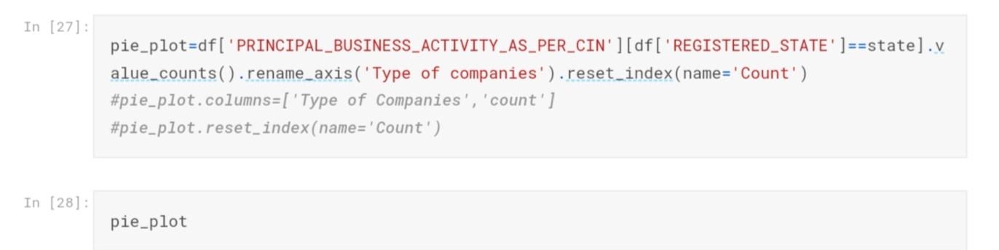 In [27]:
pie_plot=df['PRINCIPAL_BUSINESS_ACTIVITY_AS_PER_CIN'][df['REGISTERED_STATE']==state].v
alue_counts().rename_axis('Type of companies').reset_index(name='Count')
#pie_plot.columns=['Type of Companies','count']
#pie_plot.reset_index(name='Count')
In [28]:
pie_plot